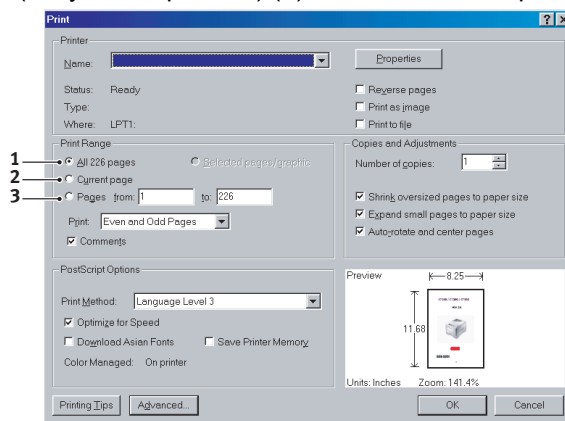 Print
Printer
Name:
Properties
Status: Ready
Type:
Where: LPT1:
Reverse pages
Print as image
Print to file
Print Range
1 All 226 pages Selected pages/graphic
2 Current page
3 Pages from: 1 to: 226
Print: Even and Odd Pages
Comments
Copies and Adjustments
Number of copies: 1
Shrink oversized pages to paper size
Expand small pages to paper size
Auto-rotate and center pages
PostScript Options
Print Method: Language Level 3
Optimize for Speed
Download Asian Fonts Save Printer Memory
Color Managed: On printer
Preview
8.25
11.68
Units: Inches Zoom: 141.4%
Printing Tips Advanced... OK Cancel